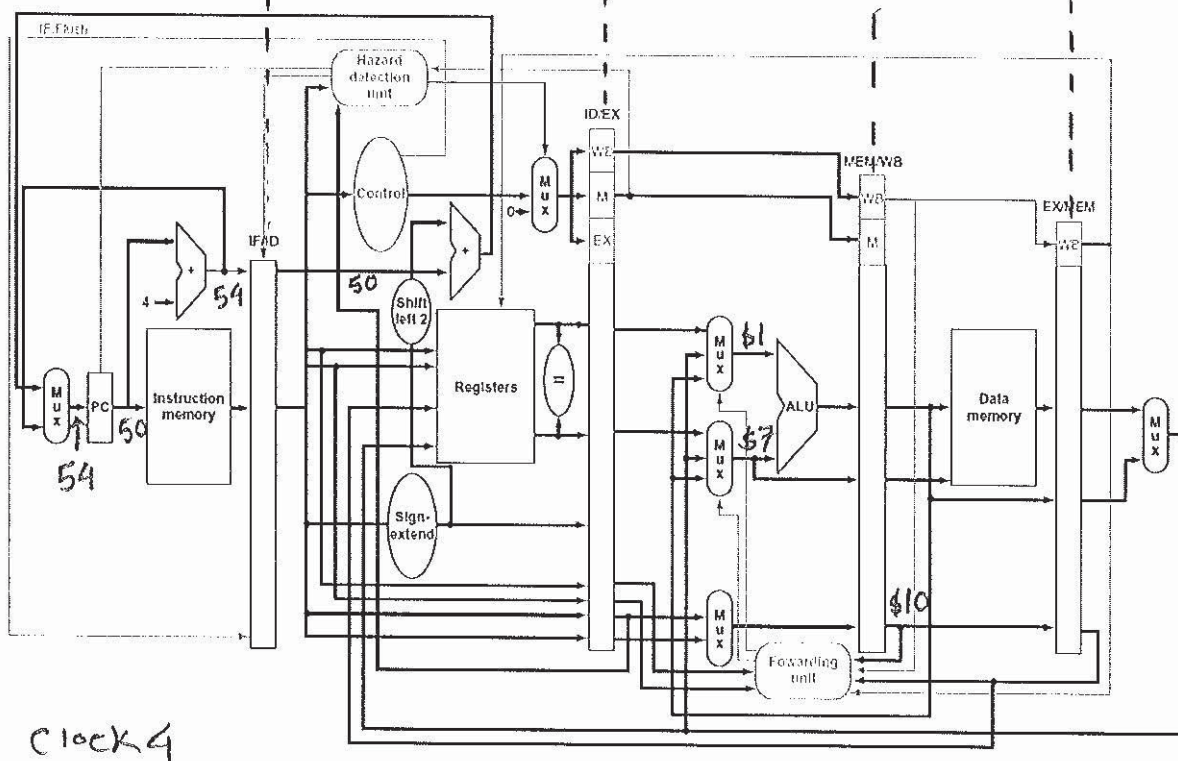 IF.Flush
Hazard
detection
unit
ID/EX
WB
MEM/WB
Control
Mux
M
WB
EX/MEM
0
IF/ID
+
EX
M
WB
+
54
50
4
Shift
left 2
Mux
$1
Registers
=
Mux
PC
Instruction
memory
ALU
Data
memory
Mux
50
Mux
$7
54
Sign-
extend
$10
Mux
Fowarding
unit
Clock 4